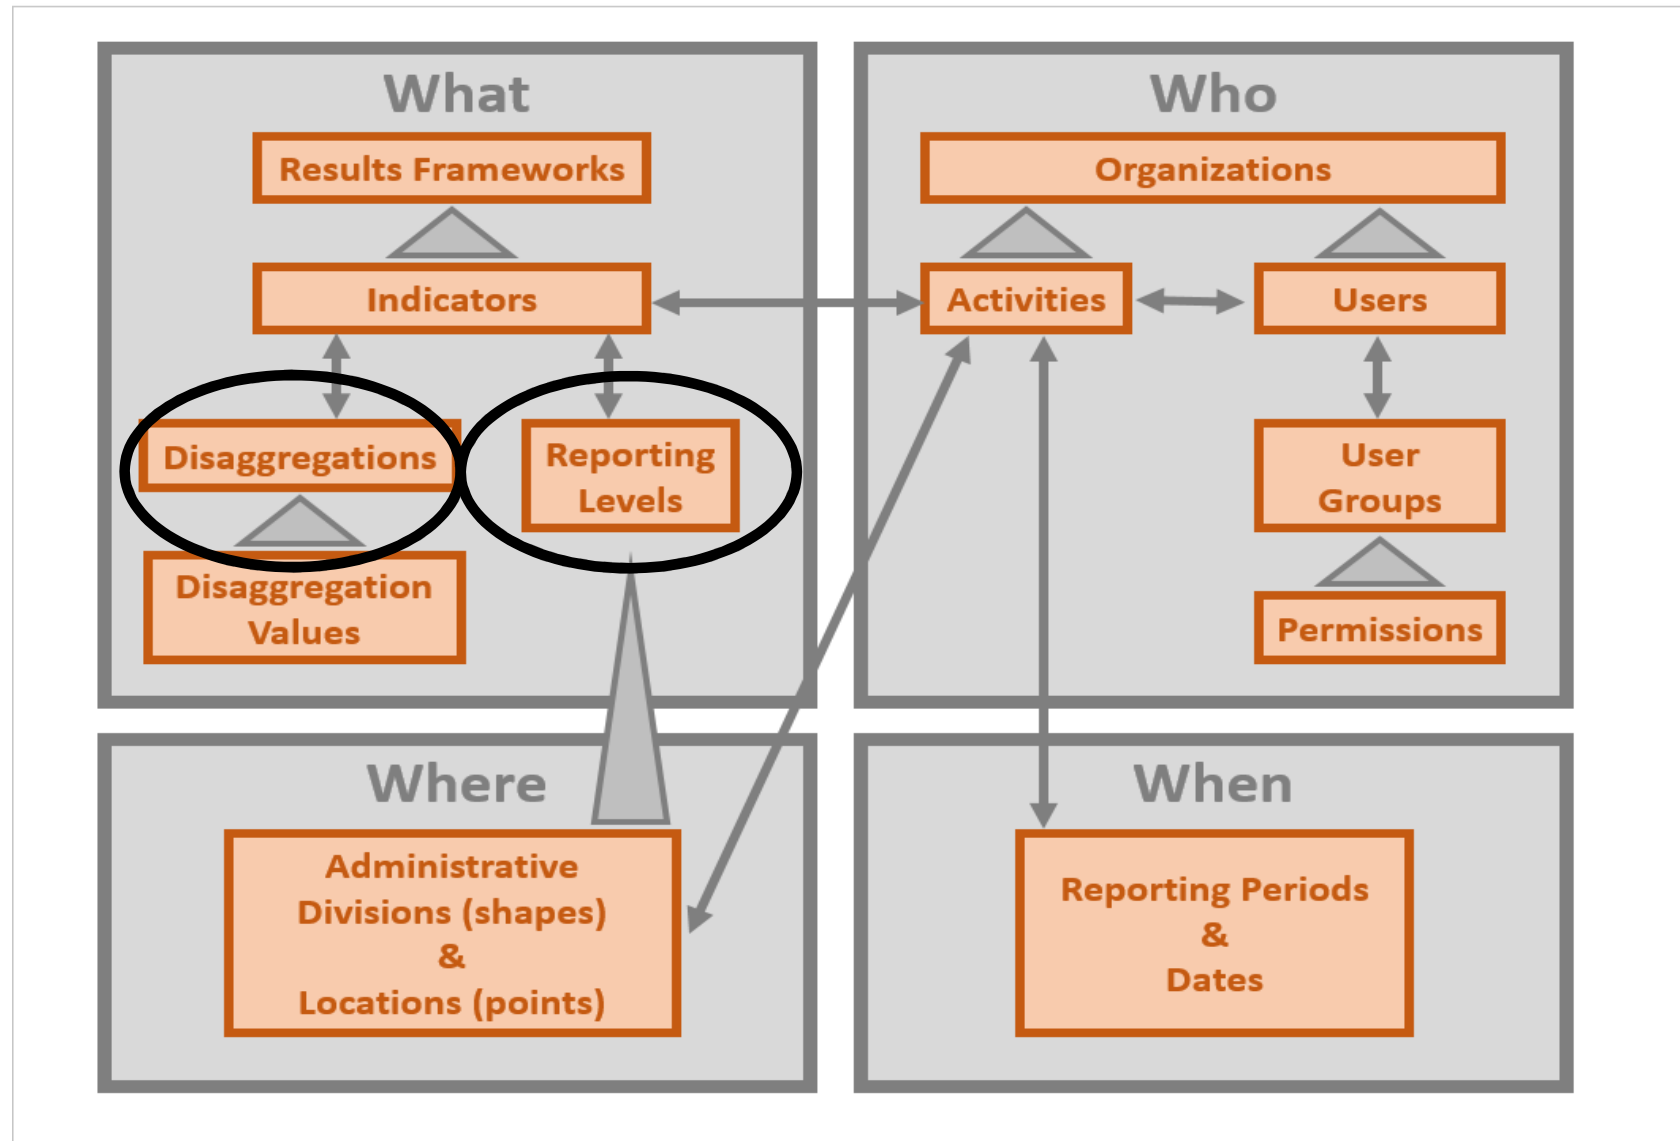 What
Results Frameworks
Indicators
Disaggregations
Reporting
Levels
Disaggregation
Values
Who
Organizations
Activities
Users
User
Groups
Permissions
Where
Administrative
Divisions (shapes)
&
Locations (points)
When
Reporting Periods
&
Dates